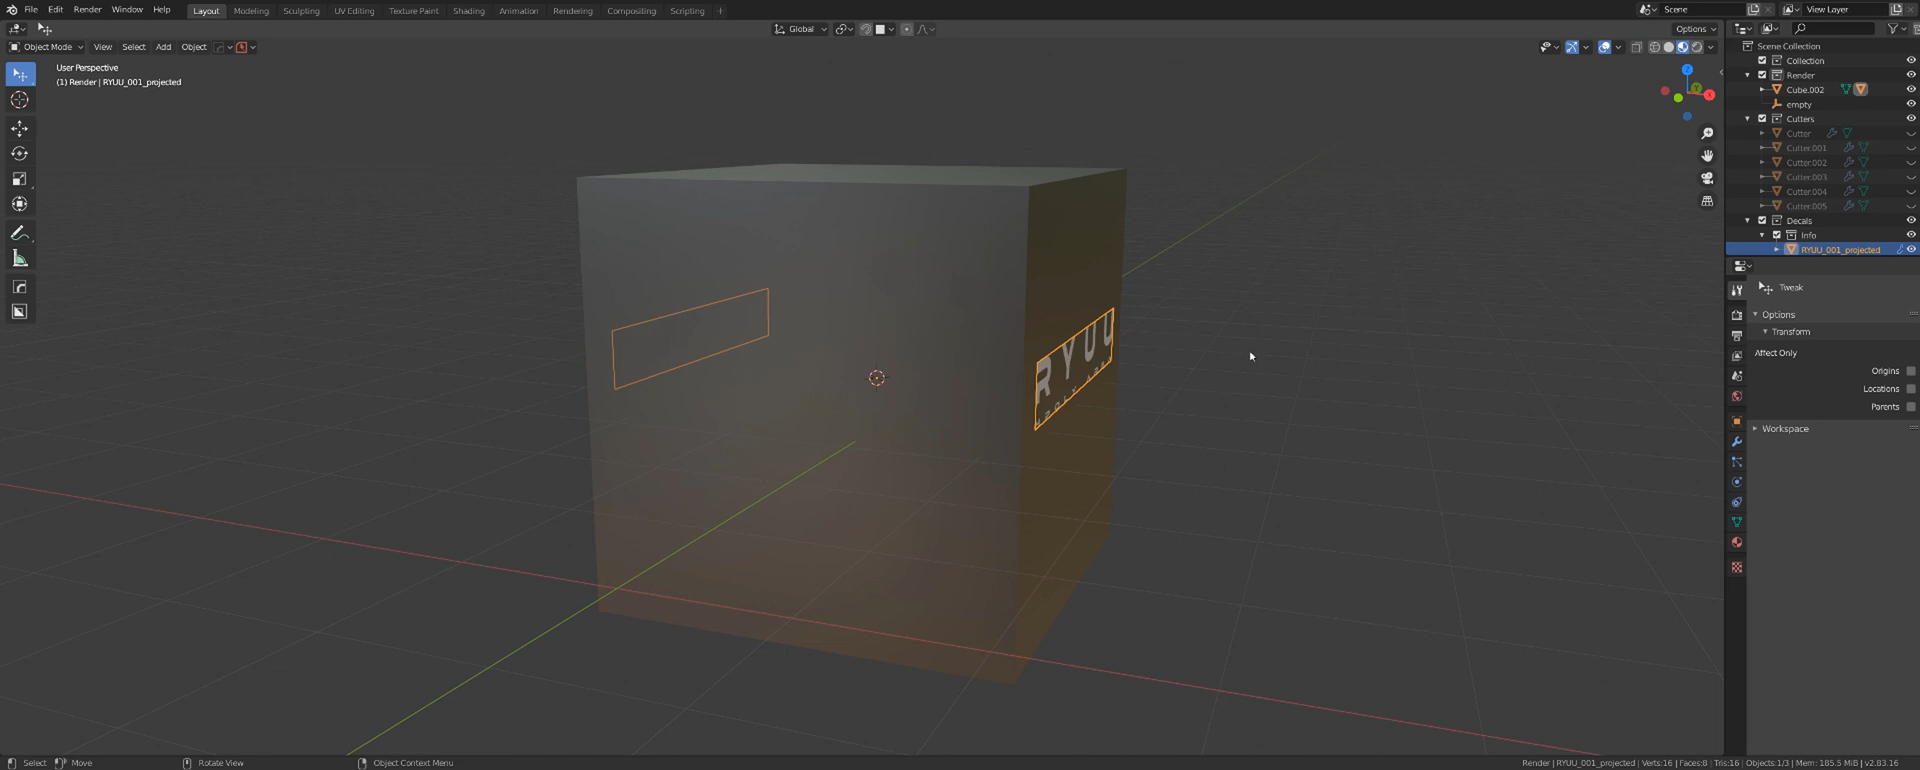 File Edit Render Window Help Layout Modeling Sculpting UV Editing Texture Paint Shading Animation Rendering Compositing Scripting + Scene View Layer
Global Options
Object Mode View Select Add Object
User Perspective
(1) Render | RYUU_001_projected
Z
X
Y
RYUU
Scene Collection
Collection
Render
Cube.002
empty
Cutters
Cutter
Cutter.001
Cutter.002
Cutter.003
Cutter.004
Cutter.005
Decals
Info
RYUU_001_projected
Tweak
Options
Transform
Affect Only
Origins
Locations
Parents
Workspace
Select Move Rotate View Object Context Menu Render | RYUU_001_projected | Verts:16 | Faces:8 | Tris:16 | Objects:1/3 | Mem: 185.5 MiB | v2.83.16